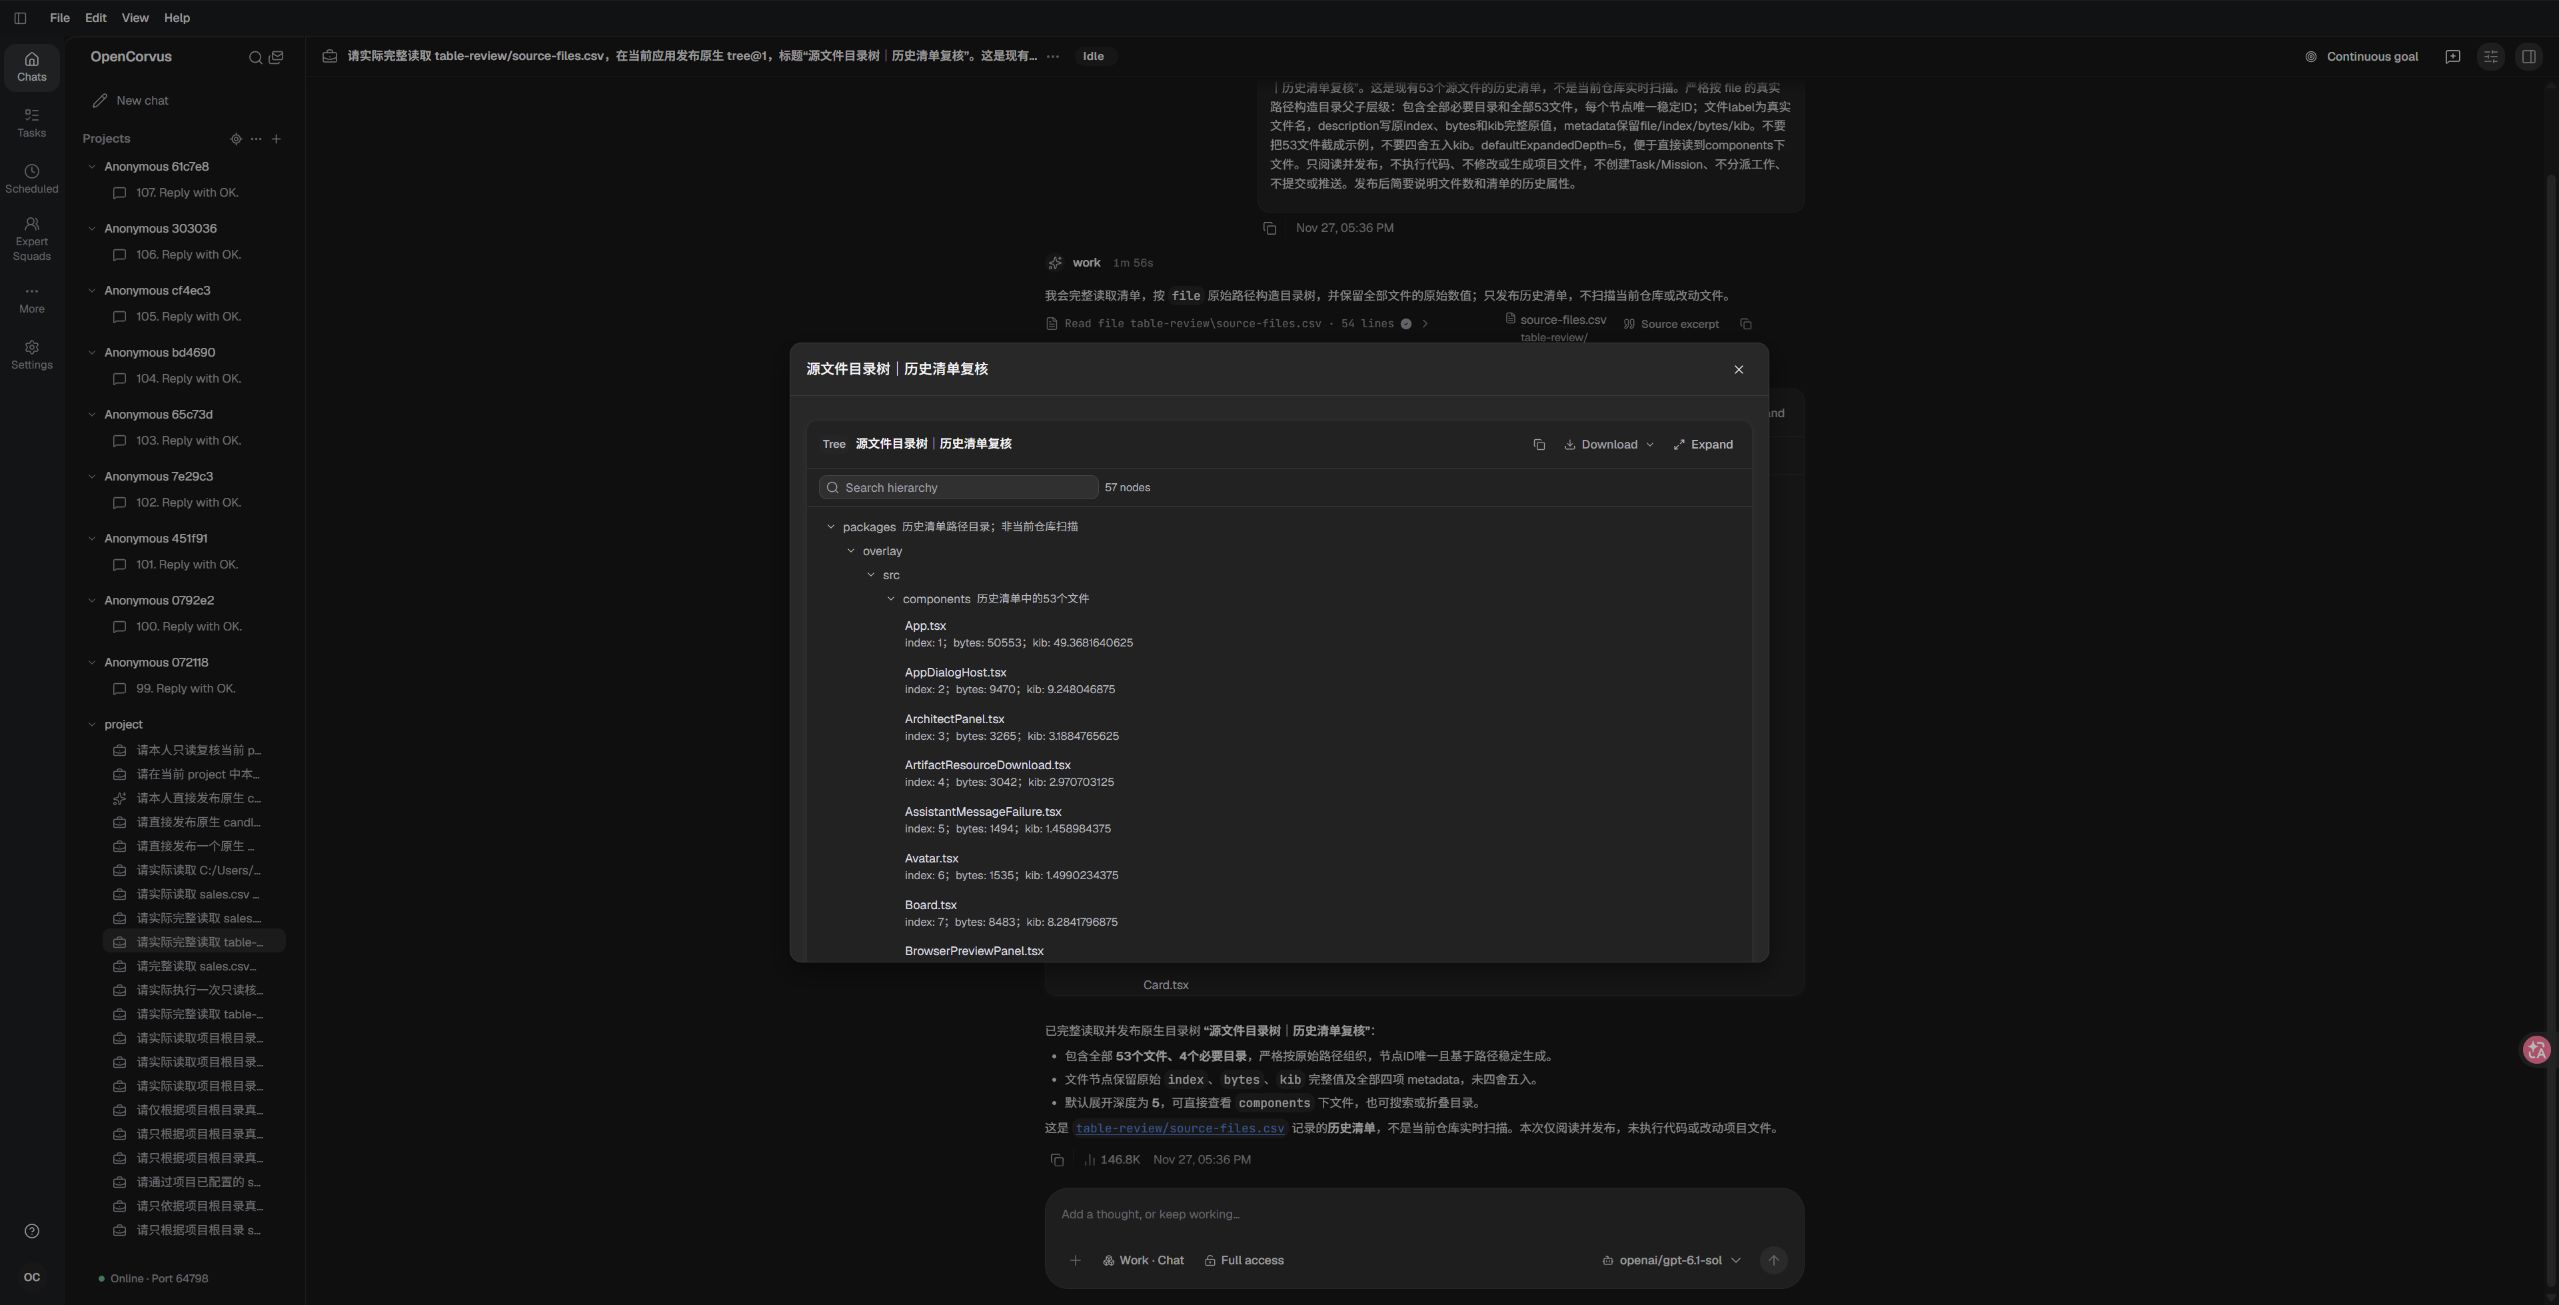 File Edit View Help
Chats
Tasks
Scheduled
Expert
Squads
More
Settings
OC
OpenCorvus
New chat
Projects
Anonymous 61c7e8
107. Reply with OK.
Anonymous 303036
106. Reply with OK.
Anonymous cf4ec3
105. Reply with OK.
Anonymous bd4690
104. Reply with OK.
Anonymous 65c73d
103. Reply with OK.
Anonymous 7e29c3
102. Reply with OK.
Anonymous 451f91
101. Reply with OK.
Anonymous 0792e2
100. Reply with OK.
Anonymous 072118
99. Reply with OK.
project
请本人只读复核当前 p...
请在当前 project 中本...
请本人直接发布原生 c...
请直接发布原生 candl...
请直接发布一个原生 ...
请实际读取 C:/Users/...
请实际读取 sales.csv ...
请实际完整读取 sales....
请实际完整读取 table-...
请完整读取 sales.csv...
请实际执行一次只读核...
请实际完整读取 table-...
请实际读取项目根目录...
请实际读取项目根目录...
请实际读取项目根目录...
请仅根据项目根目录真...
请只根据项目根目录真...
请只根据项目根目录真...
请通过项目已配置的 s...
请只依据项目根目录真...
请只根据项目根目录 s...
Online · Port 64798
请实际完整读取 table-review/source-files.csv，在当前应用发布原生 tree@1，标题“源文件目录树｜历史清单复核”。这是现有... ··· Idle
Continuous goal
｜历史清单复核”。这是现有53个源文件的历史清单，不是当前仓库实时扫描。严格按 file 的真实
路径构造目录父子层级：包含全部必要目录和全部53文件，每个节点唯一稳定ID；文件label为真实
文件名，description写原index、bytes和kib完整原值，metadata保留file/index/bytes/kib。不要
把53文件截成示例，不要四舍五入kib。defaultExpandedDepth=5，便于直接读到components下
文件。只阅读并发布，不执行代码、不修改或生成项目文件，不创建Task/Mission、不分派工作、
不提交或推送。发布后简要说明文件数和清单的历史属性。
Nov 27, 05:36 PM
work 1m 56s
我会完整读取清单，按 file 原始路径构造目录树，并保留全部文件的原始数值；只发布历史清单，不扫描当前仓库或改动文件。
Read file table-review\source-files.csv · 54 lines
source-files.csv
table-review/
Source excerpt
源文件目录树｜历史清单复核
and
Tree 源文件目录树｜历史清单复核
Download Expand
Search hierarchy 57 nodes
packages 历史清单路径目录；非当前仓库扫描
overlay
src
components 历史清单中的53个文件
App.tsx
index: 1；bytes: 50553；kib: 49.3681640625
AppDialogHost.tsx
index: 2；bytes: 9470；kib: 9.248046875
ArchitectPanel.tsx
index: 3；bytes: 3265；kib: 3.1884765625
ArtifactResourceDownload.tsx
index: 4；bytes: 3042；kib: 2.970703125
AssistantMessageFailure.tsx
index: 5；bytes: 1494；kib: 1.458984375
Avatar.tsx
index: 6；bytes: 1535；kib: 1.4990234375
Board.tsx
index: 7；bytes: 8483；kib: 8.2841796875
BrowserPreviewPanel.tsx
Card.tsx
已完整读取并发布原生目录树 “源文件目录树｜历史清单复核”：
• 包含全部 53个文件、4个必要目录，严格按原始路径组织，节点ID唯一且基于路径稳定生成。
• 文件节点保留原始 index、bytes、kib 完整值及全部四项 metadata，未四舍五入。
• 默认展开深度为 5，可直接查看 components 下文件，也可搜索或折叠目录。
这是 table-review/source-files.csv 记录的历史清单，不是当前仓库实时扫描。本次仅阅读并发布，未执行代码或改动项目文件。
146.8K Nov 27, 05:36 PM
Add a thought, or keep working...
Work · Chat Full access openai/gpt-6.1-sol